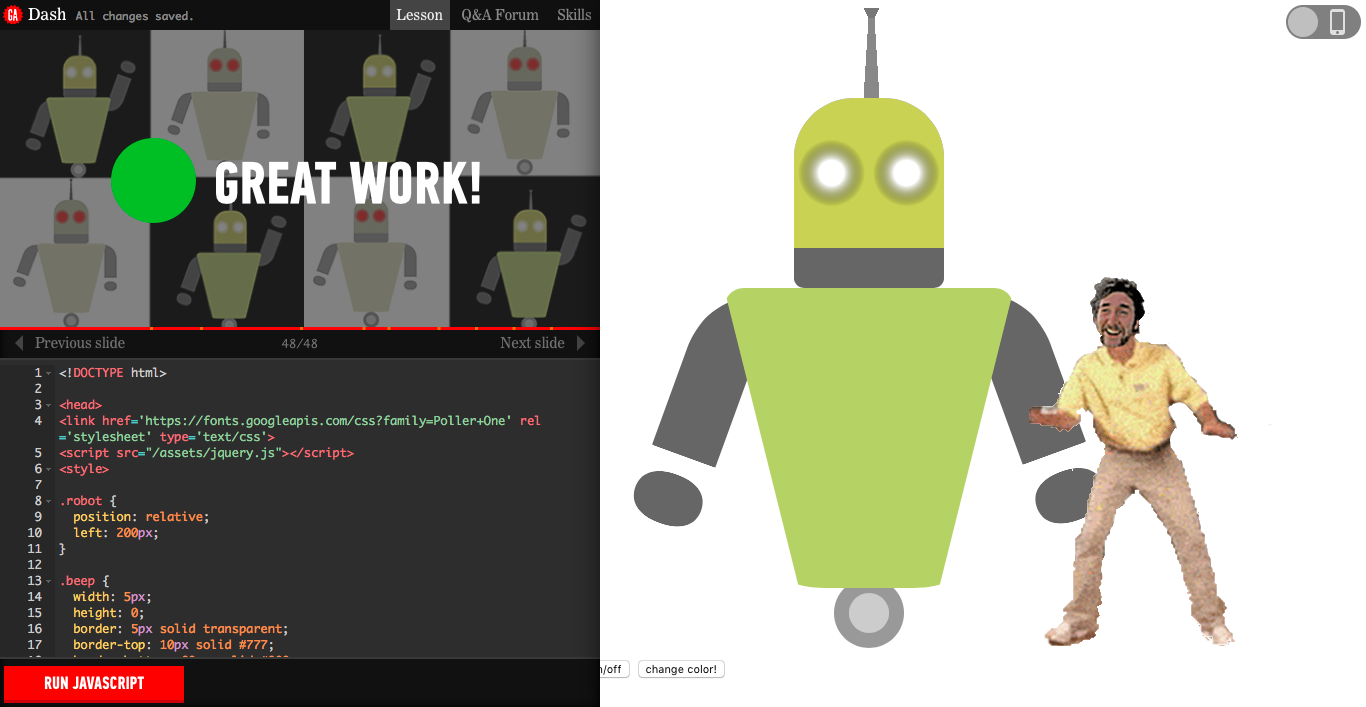 GA Dash All changes saved. Lesson Q&A Forum Skills
GREAT WORK!
Previous slide 48/48 Next slide
1 <!DOCTYPE html>
2
3 <head>
4 <link href='https://fonts.googleapis.com/css?family=Poller+One' rel
='stylesheet' type='text/css'>
5 <script src="/assets/jquery.js"></script>
6 <style>
7
8 .robot {
9 position: relative;
10 left: 200px;
11 }
12
13 .beep {
14 width: 5px;
15 height: 0;
16 border: 5px solid transparent;
17 border-top: 10px solid #777;
RUN JAVASCRIPT
/off change color!